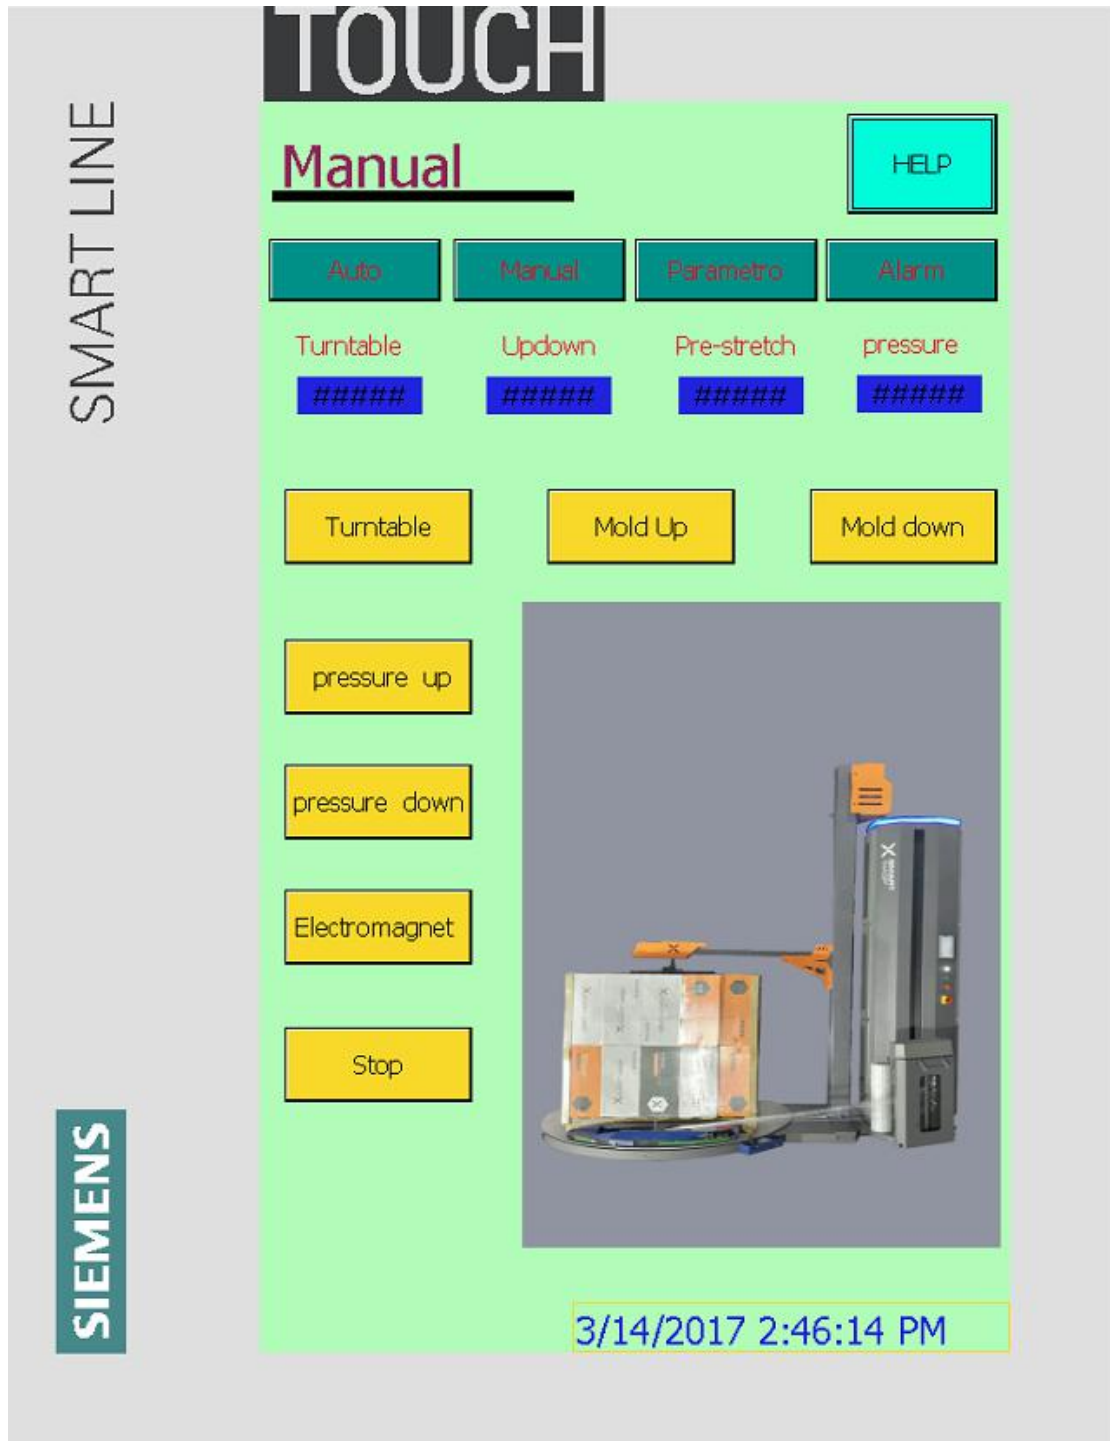 TOUCH
SMART LINE
Manual
HELP
Auto Manual Parametro Alarm
Turntable Updown Pre-stretch pressure
##### ##### ##### #####
Turntable Mold Up Mold down
pressure up
pressure down
Electromagnet
Stop
X SMART
SIEMENS
3/14/2017 2:46:14 PM